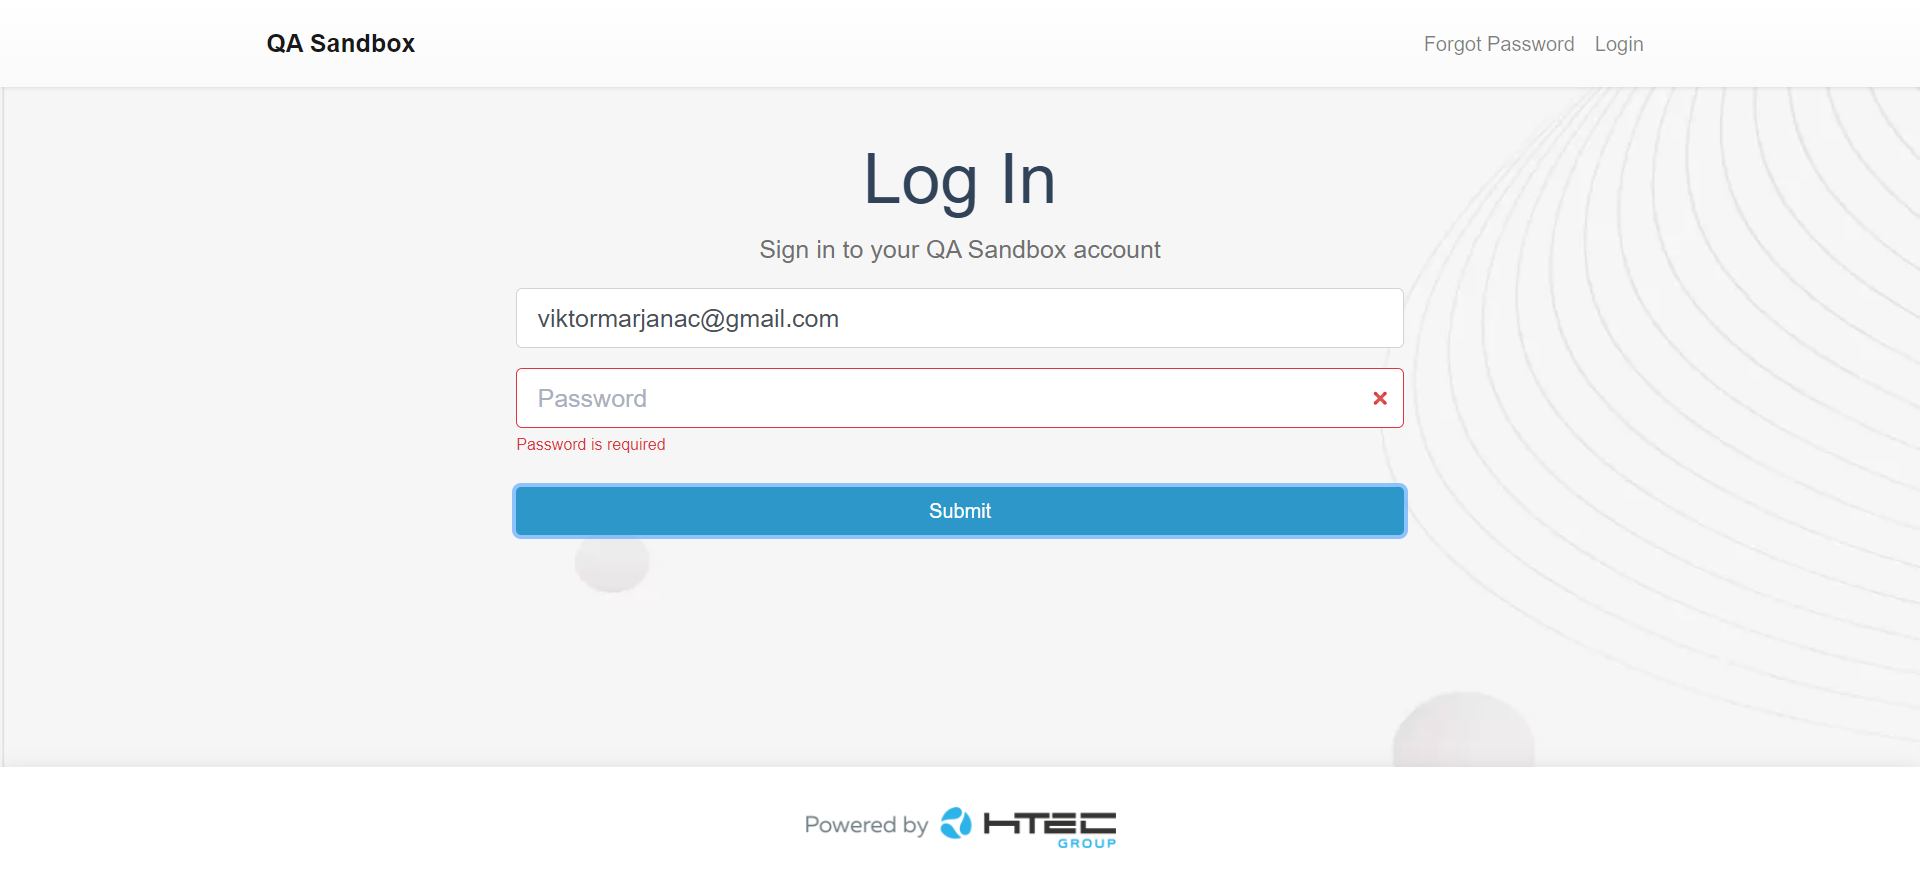 QA Sandbox
Forgot Password Login
Log In
Sign in to your QA Sandbox account
viktormarjanac@gmail.com
Password
Password is required
Submit
Powered by HTEC
GROUP